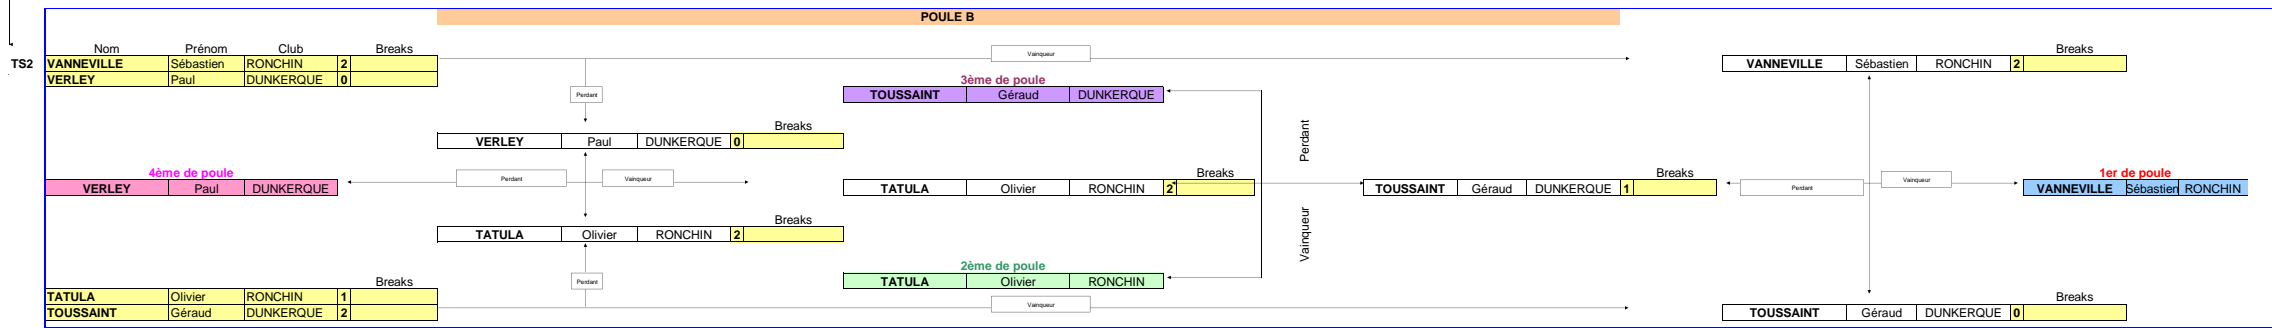 POULE B
Nom Prénom Club Breaks Vainqueur Breaks
TS2 VANNEVILLE Sébastien RONCHIN 2 VANNEVILLE Sébastien RONCHIN 2
VERLEY Paul DUNKERQUE 0 3ème de poule
Perdant TOUSSAINT Géraud DUNKERQUE
Breaks
VERLEY Paul DUNKERQUE 0 Perdant
4ème de poule Perdant Vainqueur Breaks Breaks Vainqueur 1er de poule
VERLEY Paul DUNKERQUE TATULA Olivier RONCHIN 2 TOUSSAINT Géraud DUNKERQUE 1 Perdant VANNEVILLE Sébastien RONCHIN
Breaks
TATULA Olivier RONCHIN 2 Vainqueur
2ème de poule
Breaks Perdant TATULA Olivier RONCHIN
TATULA Olivier RONCHIN 1 Vainqueur Breaks
TOUSSAINT Géraud DUNKERQUE 2 TOUSSAINT Géraud DUNKERQUE 0